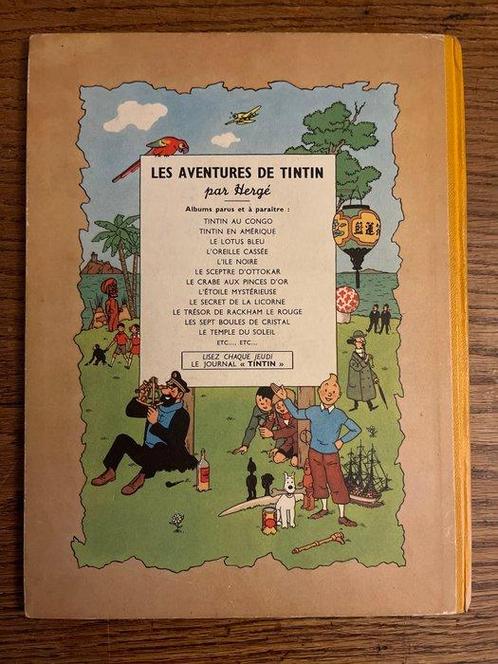 LES AVENTURES DE TINTIN
par Hergé
Albums parus et à paraître :
TINTIN AU CONGO
TINTIN EN AMÉRIQUE
LE LOTUS BLEU
L'OREILLE CASSÉE
L'ILE NOIRE
LE SCEPTRE D'OTTOKAR
LE CRABE AUX PINCES D'OR
L'ÉTOILE MYSTÉRIEUSE
LE SECRET DE LA LICORNE
LE TRÉSOR DE RACKHAM LE ROUGE
LES SEPT BOULES DE CRISTAL
LE TEMPLE DU SOLEIL
ETC.... ETC...
LISEZ CHAQUE JEUDI
LE JOURNAL « TINTIN »